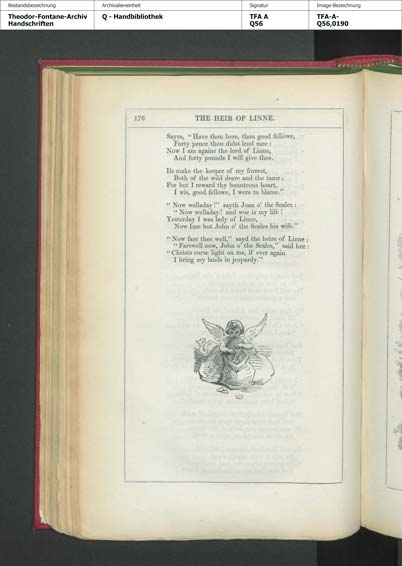 Bestandsbezeichnung
Archivalieneinheit
Signatur
Image-Bezeichnung
Theodor-Fontane-Archiv
Handschriften
Q - Handbibliothek
TFA A
Q56
TFA-A-
Q56,0190
176
THE HEIR OF LINNE.
Sayes, “ Have thou here, thou good fellòwe,
Forty pence thou didst lend mee :
Now I am againe the lord of Linne,
And forty pounds I will give thee.
Ile make the keeper of my forrest,
Both of the wild deere and the tame ;
For but I reward thy bounteous heart,
I wis, good fellowe, I were to blame.”
“ Now welladay !” sayth Joan o’ the Scales :
“ Now welladay ! and woe is my life !
Yesterday I was lady of Linne,
Now Ime but John o’ the Scales his wife.”
“ Now fare thee well,” sayd the heire of Linne ;
“ Farewell now, John o’ the Scales,” said hee :
“ Christs curse light on me, if ever again
I bring my lands in jeopardy.”